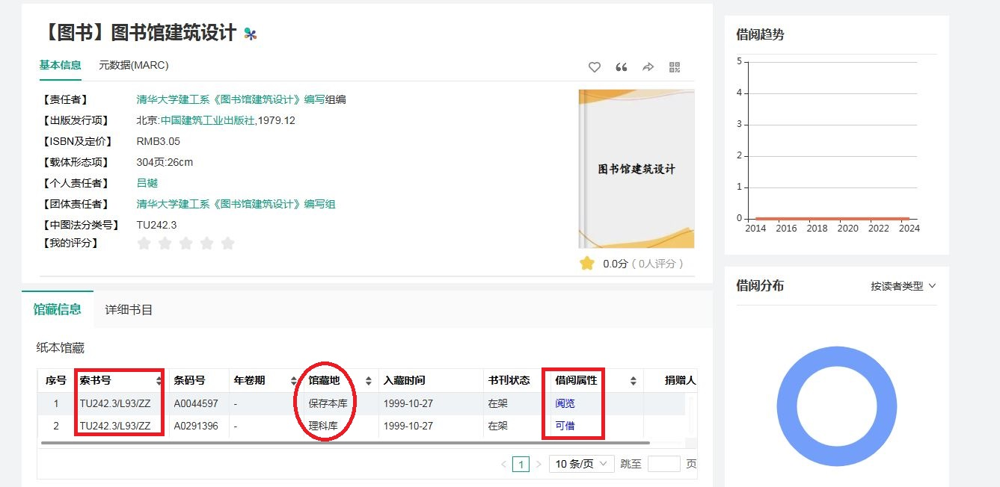 【图书】图书馆建筑设计
基本信息 元数据(MARC)
【责任者】 清华大学建工系《图书馆建筑设计》编写组编
【出版发行项】 北京:中国建筑工业出版社,1979.12
【ISBN及定价】 RMB3.05
【载体形态项】 304页:26cm
【个人责任者】 吕樾
【团体责任者】 清华大学建工系《图书馆建筑设计》编写组
【中图法分类号】 TU242.3
【我的评分】
图书馆建筑设计
0.0分 ( 0人评分 )
馆藏信息 详细书目
纸本馆藏
序号 索书号 条码号 年卷期 馆藏地 入藏时间 书刊状态 借阅属性 捐赠人
1 TU242.3/L93/ZZ A0044597 - 保存本库 1999-10-27 在架 阅览
2 TU242.3/L93/ZZ A0291396 - 理科库 1999-10-27 在架 可借
< 1 > 10 条/页 跳至 页
借阅趋势
5
4
3
2
1
0
2014 2016 2018 2020 2022 2024
借阅分布 按读者类型